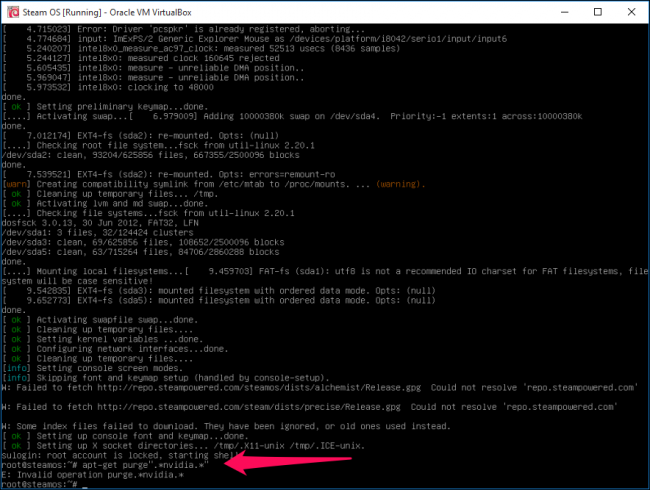 Steam OS [Running] - Oracle VM VirtualBox
[    4.715023] Error: Driver 'pcspkr' is already registered, aborting...
[    4.774684] input: ImExPS/2 Generic Explorer Mouse as /devices/platform/i8042/serio1/input/input6
[    5.240207] intel8x0_measure_ac97_clock: measured 52513 usecs (8436 samples)
[    5.244127] intel8x0: measured clock 160645 rejected
[    5.605435] intel8x0: measure - unreliable DMA position..
[    5.969047] intel8x0: measure - unreliable DMA position..
[    5.973532] intel8x0: clocking to 48000
done.
[ ok ] Setting preliminary keymap...done.
[....] Activating swap...[    6.979009] Adding 10000380k swap on /dev/sda4.  Priority:-1 extents:1 across:10000380k
done.
[    7.012174] EXT4-fs (sda2): re-mounted. Opts: (null)
[....] Checking root file system...fsck from util-linux 2.20.1
/dev/sda2: clean, 93204/625856 files, 667355/2500096 blocks
done.
[    7.539521] EXT4-fs (sda2): re-mounted. Opts: errors=remount-ro
[warn] Creating compatibility symlink from /etc/mtab to /proc/mounts. ... (warning).
[ ok ] Cleaning up temporary files... /tmp.
[ ok ] Activating lvm and md swap...done.
[....] Checking file systems...fsck from util-linux 2.20.1
dosfsck 3.0.13, 30 Jun 2012, FAT32, LFN
/dev/sda1: 3 files, 32/124424 clusters
/dev/sda3: clean, 69/625856 files, 108652/2500096 blocks
/dev/sda5: clean, 63/715264 files, 84706/2860288 blocks
done.
[....] Mounting local filesystems...[    9.459703] FAT-fs (sda1): utf8 is not a recommended IO charset for FAT filesystems, file
system will be case sensitive!
[    9.542835] EXT4-fs (sda3): mounted filesystem with ordered data mode. Opts: (null)
[    9.652773] EXT4-fs (sda5): mounted filesystem with ordered data mode. Opts: (null)
done.
[ ok ] Activating swapfile swap...done.
[ ok ] Cleaning up temporary files....
[ ok ] Setting kernel variables ...done.
[ ok ] Configuring network interfaces...done.
[ ok ] Cleaning up temporary files....
[info] Setting console screen modes.
[info] Skipping font and keymap setup (handled by console-setup).
W: Failed to fetch http://repo.steampowered.com/steamos/dists/alchemist/Release.gpg  Could not resolve 'repo.steampowered.com'
W: Failed to fetch http://repo.steampowered.com/steam/dists/precise/Release.gpg  Could not resolve 'repo.steampowered.com'
W: Some index files failed to download. They have been ignored, or old ones used instead.
[ ok ] Setting up console font and keymap...done.
[ ok ] Setting up X socket directories... /tmp/.X11-unix /tmp/.ICE-unix.
sulogin: root account is locked, starting shell
root@steamos:~# apt-get purge".*nvidia.*"
E: Invalid operation purge.*nvidia.*
root@steamos:~# _